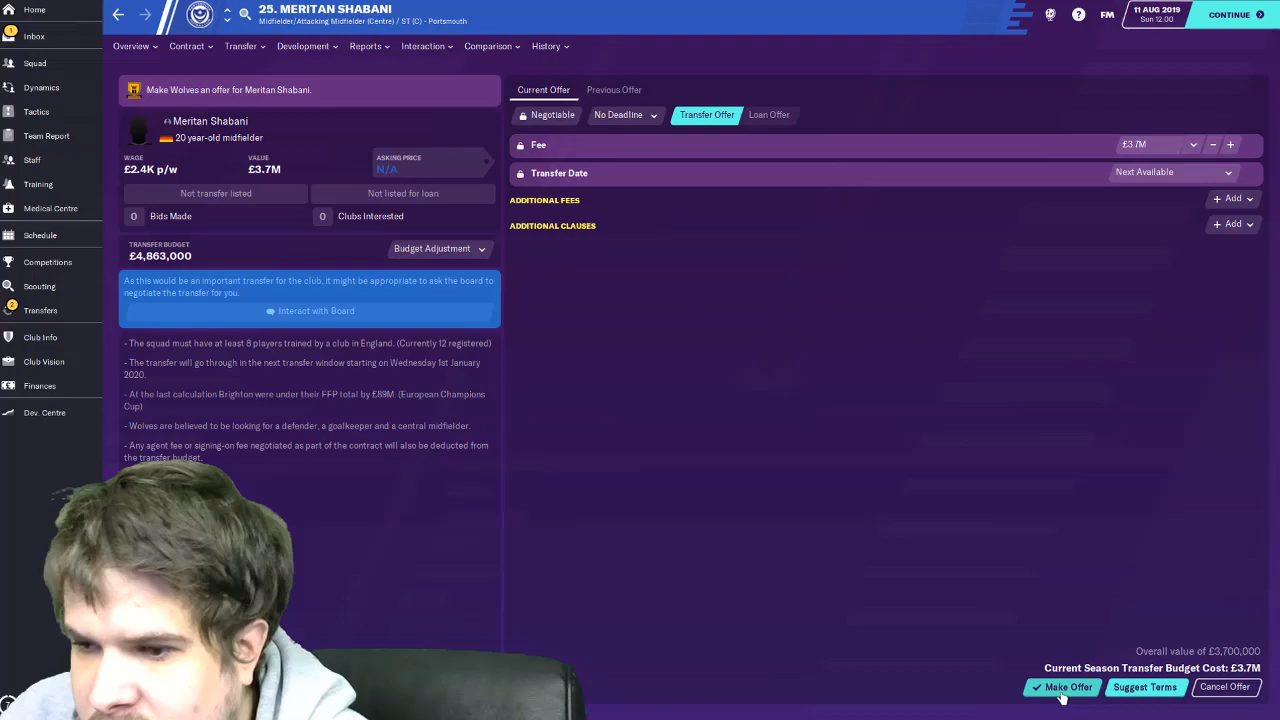 25. MERITAN SHABANI
Midfielder/Attacking Midfielder (Centre) / ST (C) - Portsmouth
FM
11 AUG 2019
Sun 12:00
CONTINUE
Home
1
Inbox
Squad
Dynamics
Tactics
Team Report
Staff
Training
Medical Centre
Schedule
Competitions
Scouting
2
Transfers
Club Info
Club Vision
Finances
Dev. Centre
Overview
Contract
Transfer
Development
Reports
Interaction
Comparison
History
Make Wolves an offer for Meritan Shabani.
Meritan Shabani
20 year-old midfielder
WAGE
£2.4K p/w
VALUE
£3.7M
ASKING PRICE
N/A
Not transfer listed
Not listed for loan
0 Bids Made
0 Clubs Interested
TRANSFER BUDGET
£4,863,000
Budget Adjustment
As this would be an important transfer for the club, it might be appropriate to ask the board to
negotiate the transfer for you.
Interact with Board
- The squad must have at least 8 players trained by a club in England. (Currently 12 registered)
- The transfer will go through in the next transfer window starting on Wednesday 1st January
2020.
- At the last calculation Brighton were under their FFP total by £89M. (European Champions
Cup)
- Wolves are believed to be looking for a defender, a goalkeeper and a central midfielder.
- Any agent fee or signing-on fee negotiated as part of the contract will also be deducted from
the transfer budget.
Current Offer
Previous Offer
Negotiable
No Deadline
Transfer Offer
Loan Offer
Fee
£3.7M
Transfer Date
Next Available
ADDITIONAL FEES
+ Add
ADDITIONAL CLAUSES
+ Add
Overall value of £3,700,000
Current Season Transfer Budget Cost: £3.7M
Make Offer
Suggest Terms
Cancel Offer